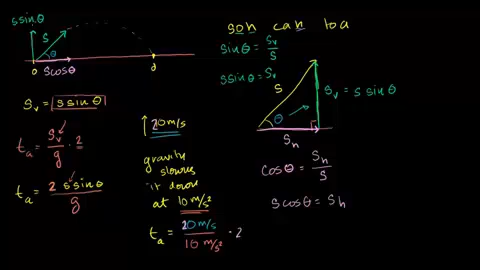 s sinθ
s
θ
0
s cosθ
d
S_v = s sinθ
t_a = S_v/g · 2
t_a = 2 s sinθ/g
20 m/s
gravity
slows
it down
at 10 m/s²
t_a = 20 m/s / 10 m/s² · 2
soh cah toa
sinθ = S_v/S
s sinθ = S_v
S
S_v = s sinθ
θ
S_h
cosθ = S_h/S
s cosθ = S_h